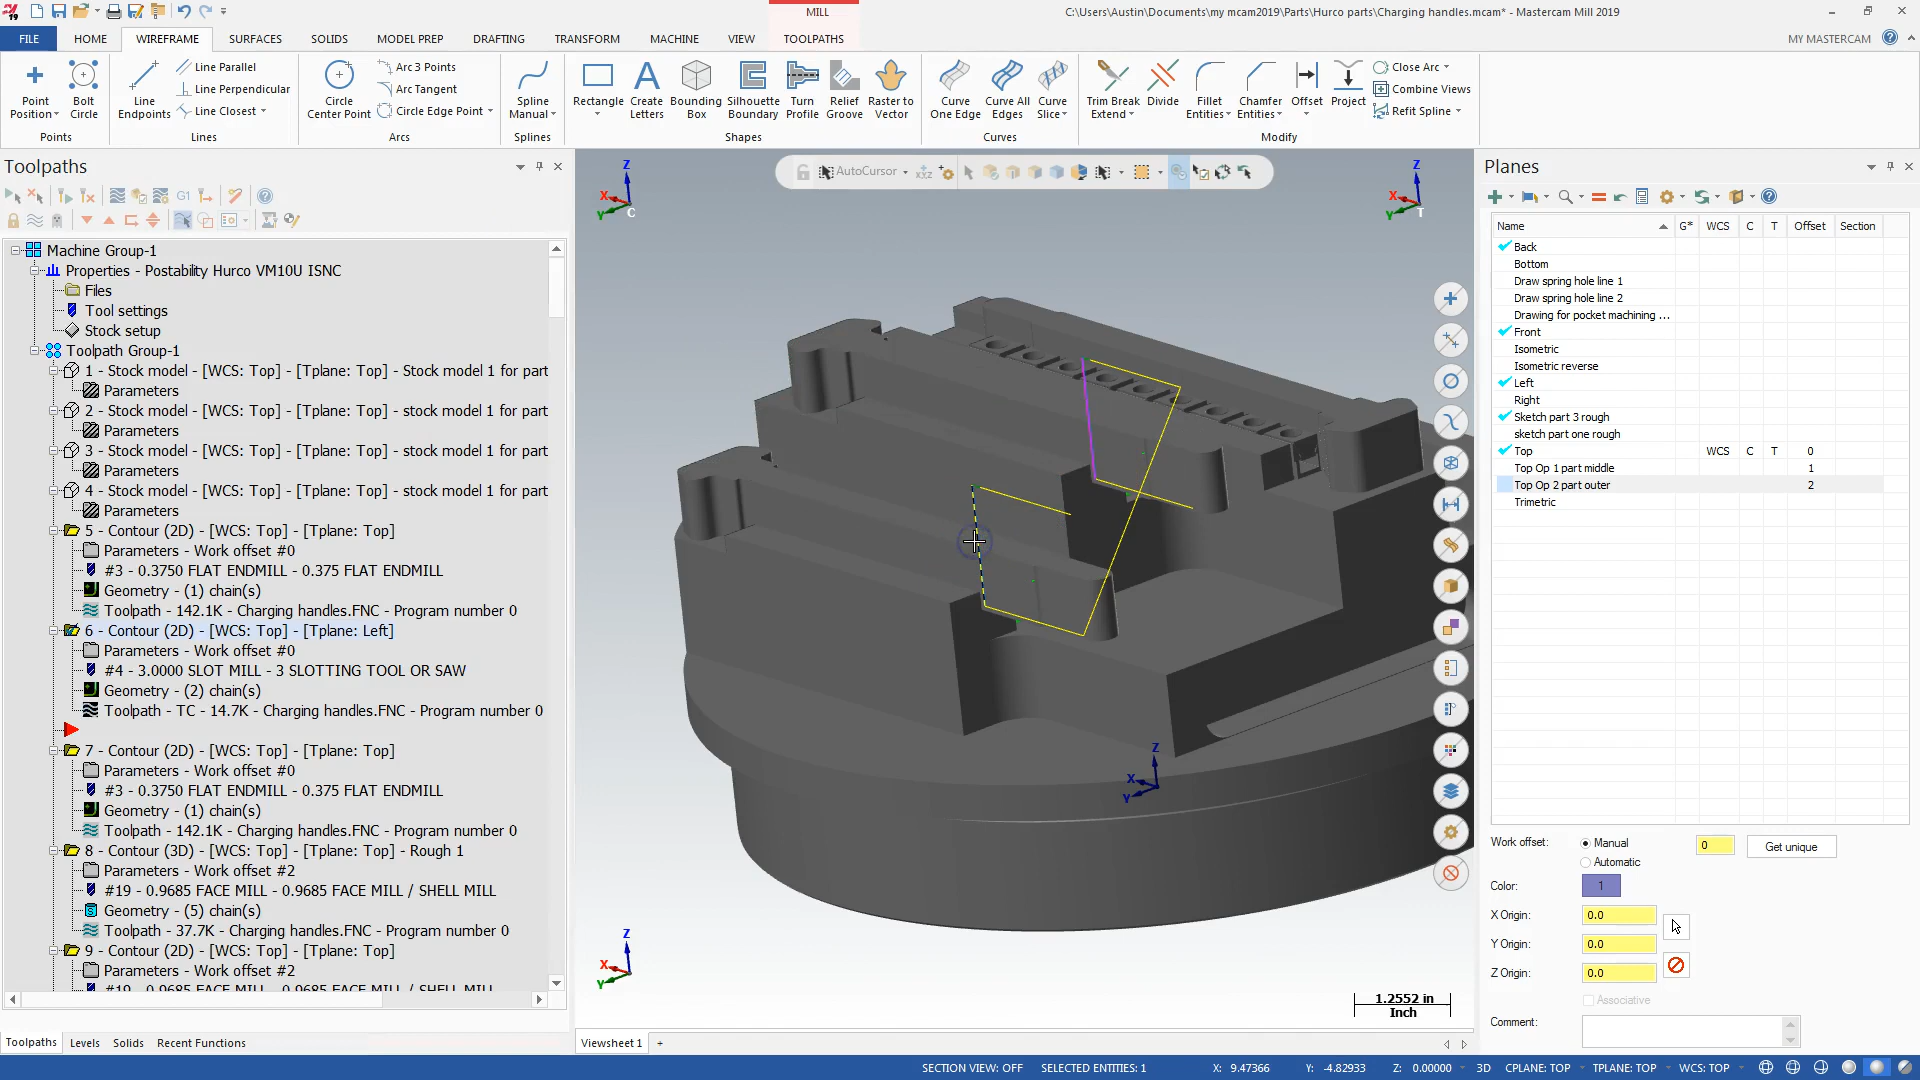 MILL
C:\Users\Austin\Documents\my mcam2019\Parts\Hurco parts\Charging handles.mcam* - Mastercam Mill 2019
FILE HOME WIREFRAME SURFACES SOLIDS MODEL PREP DRAFTING TRANSFORM MACHINE VIEW TOOLPATHS MY MASTERCAM
Point Position
Bolt Circle
Points
Line Endpoints
Line Parallel
Line Perpendicular
Line Closest
Lines
Circle Center Point
Arc 3 Points
Arc Tangent
Circle Edge Point
Arcs
Spline Manual
Splines
Rectangle
Create Letters
Bounding Box
Silhouette Boundary
Turn Profile
Relief Groove
Raster to Vector
Shapes
Curve One Edge
Curve All Edges
Curve Slice
Curves
Trim Break Extend
Divide
Fillet Entities
Chamfer Entities
Offset
Project
Close Arc
Combine Views
Refit Spline
Modify
Toolpaths
G1
Machine Group-1
Properties - Postability Hurco VM10U ISNC
Files
Tool settings
Stock setup
Toolpath Group-1
1 - Stock model - [WCS: Top] - [Tplane: Top] - Stock model 1 for part
Parameters
2 - Stock model - [WCS: Top] - [Tplane: Top] - stock model 1 for part
Parameters
3 - Stock model - [WCS: Top] - [Tplane: Top] - stock model 1 for part
Parameters
4 - Stock model - [WCS: Top] - [Tplane: Top] - stock model 1 for part
Parameters
5 - Contour (2D) - [WCS: Top] - [Tplane: Top]
Parameters - Work offset #0
#3 - 0.3750 FLAT ENDMILL - 0.375 FLAT ENDMILL
Geometry - (1) chain(s)
Toolpath - 142.1K - Charging handles.FNC - Program number 0
6 - Contour (2D) - [WCS: Top] - [Tplane: Left]
Parameters - Work offset #0
#4 - 3.0000 SLOT MILL - 3 SLOTTING TOOL OR SAW
Geometry - (2) chain(s)
Toolpath - TC - 14.7K - Charging handles.FNC - Program number 0
7 - Contour (2D) - [WCS: Top] - [Tplane: Top]
Parameters - Work offset #0
#3 - 0.3750 FLAT ENDMILL - 0.375 FLAT ENDMILL
Geometry - (1) chain(s)
Toolpath - 142.1K - Charging handles.FNC - Program number 0
8 - Contour (3D) - [WCS: Top] - [Tplane: Top] - Rough 1
Parameters - Work offset #2
#19 - 0.9685 FACE MILL - 0.9685 FACE MILL / SHELL MILL
Geometry - (5) chain(s)
Toolpath - 37.7K - Charging handles.FNC - Program number 0
9 - Contour (2D) - [WCS: Top] - [Tplane: Top]
Parameters - Work offset #2
#19 - 0.9685 FACE MILL - 0.9685 FACE MILL / SHELL MILL
Toolpaths Levels Solids Recent Functions
AutoCursor
Z
X
Y
C
Z
X
Y
T
Z
X
Y
Z
X
Y
1.2552 in
Inch
Viewsheet 1 +
Planes
Name G* WCS C T Offset Section
Back
Bottom
Draw spring hole line 1
Draw spring hole line 2
Drawing for pocket machining ...
Front
Isometric
Isometric reverse
Left
Right
Sketch part 3 rough
sketch part one rough
Top WCS C T 0
Top Op 1 part middle 1
Top Op 2 part outer 2
Trimetric
Work offset: Manual 0 Get unique
Automatic
Color: 1
X Origin: 0.0
Y Origin: 0.0
Z Origin: 0.0
Associative
Comment:
SECTION VIEW: OFF SELECTED ENTITIES: 1 X: 9.47366 Y: -4.82933 Z: 0.00000 3D CPLANE: TOP TPLANE: TOP WCS: TOP